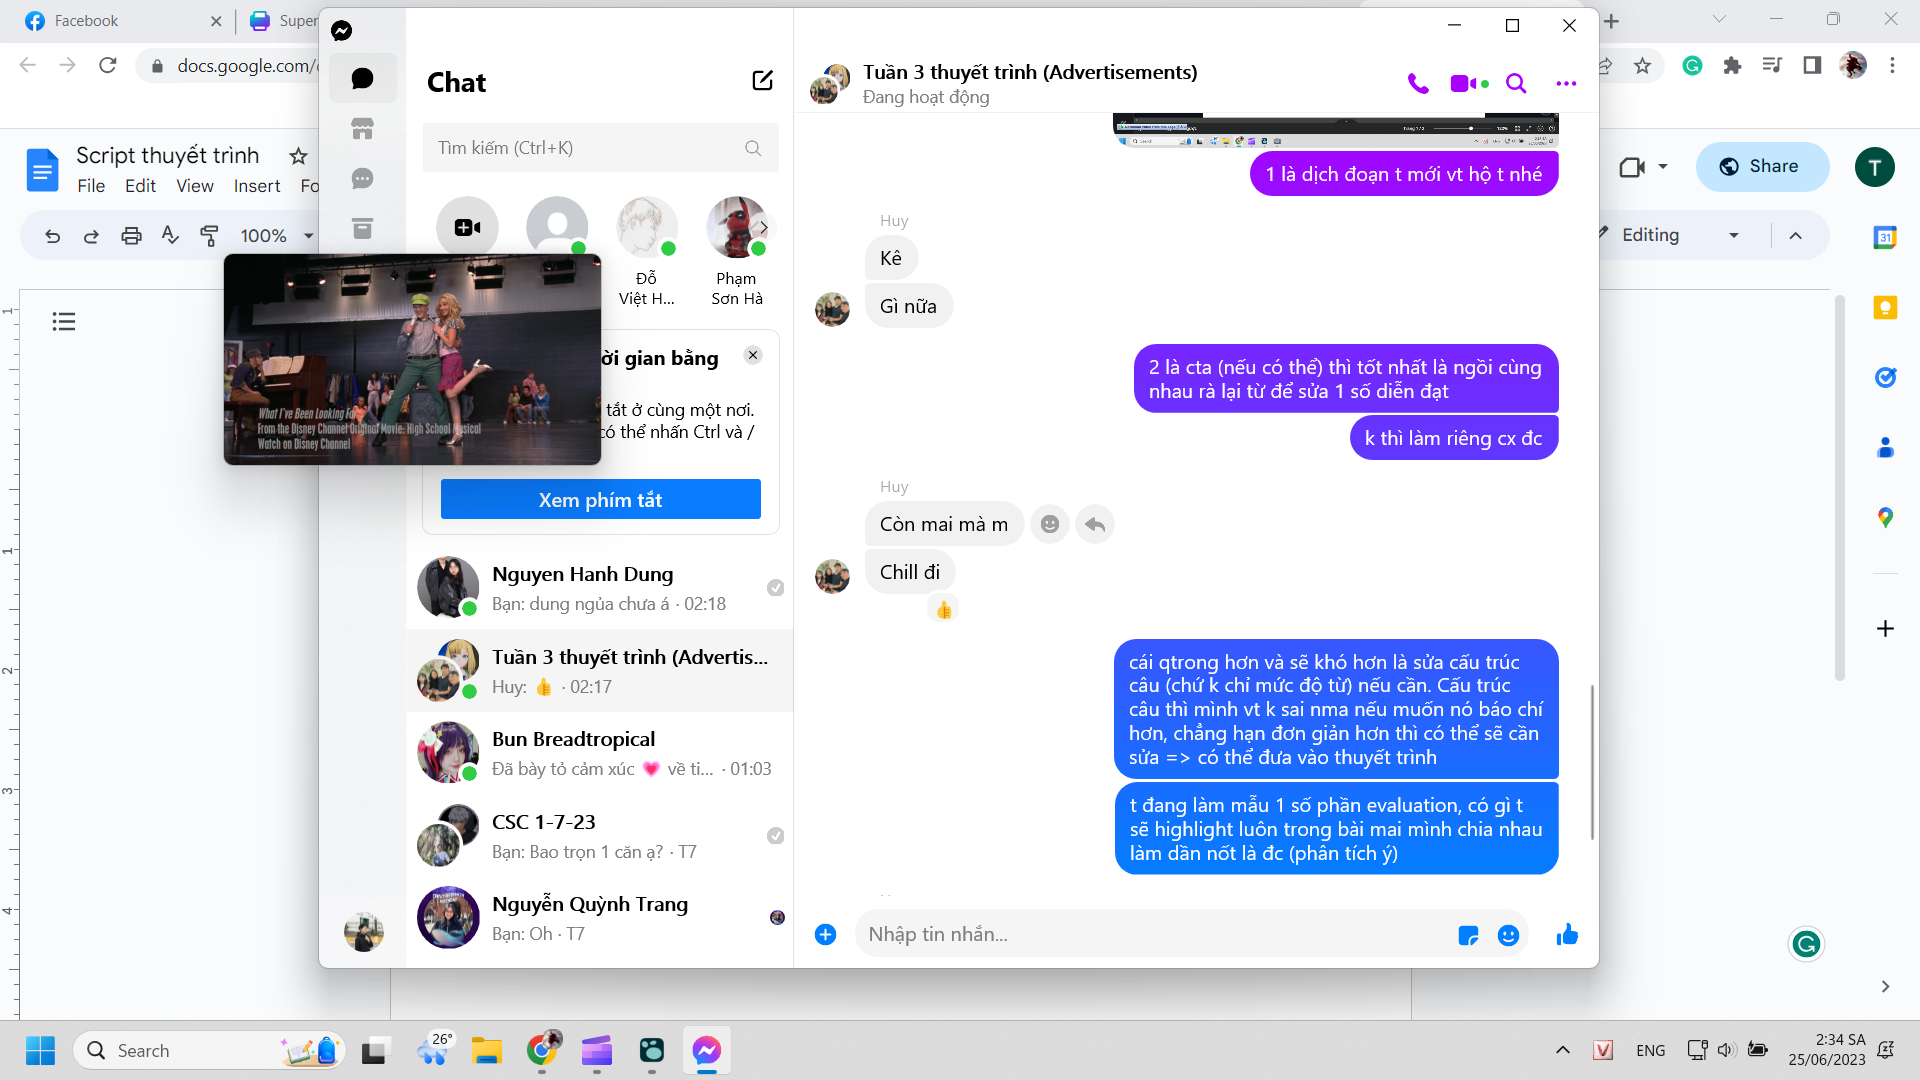 Facebook
Super
docs.google.com/
Script thuyết trình
File Edit View Insert Fo
100%
Share
T
Editing
31
1
1
2
3
4
Chat
Tìm kiếm (Ctrl+K)
Đỗ
Việt H...
Phạm
Sơn Hà
ời gian bằng
tắt ở cùng một nơi.
có thể nhấn Ctrl và /
Xem phím tắt
What I've Been Looking For
From the Disney Channel Original Movie: High School Musical
Watch on Disney Channel
Nguyen Hanh Dung
Bạn: dung ngủa chưa á · 02:18
Tuần 3 thuyết trình (Advertis...
Huy: 👍 · 02:17
Bun Breadtropical
Đã bày tỏ cảm xúc 💗 về ti... · 01:03
CSC 1-7-23
Bạn: Bao trọn 1 căn ạ? · T7
Nguyễn Quỳnh Trang
Bạn: Oh · T7
Tuần 3 thuyết trình (Advertisements)
Đang hoạt động
1 là dịch đoạn t mới vt hộ t nhé
Huy
Kê
Gì nữa
2 là cta (nếu có thể) thì tốt nhất là ngồi cùng
nhau rà lại từ để sửa 1 số diễn đạt
k thì làm riêng cx đc
Huy
Còn mai mà m
Chill đi
👍
cái qtrong hơn và sẽ khó hơn là sửa cấu trúc
câu (chứ k chỉ mức độ từ) nếu cần. Cấu trúc
câu thì mình vt k sai nma nếu muốn nó báo chí
hơn, chẳng hạn đơn giản hơn thì có thể sẽ cần
sửa => có thể đưa vào thuyết trình
t đang làm mẫu 1 số phần evaluation, có gì t
sẽ highlight luôn trong bài mai mình chia nhau
làm dần nốt là đc (phân tích ý)
Nhập tin nhắn...
Search
26°
V
ENG
2:34 SA
25/06/2023